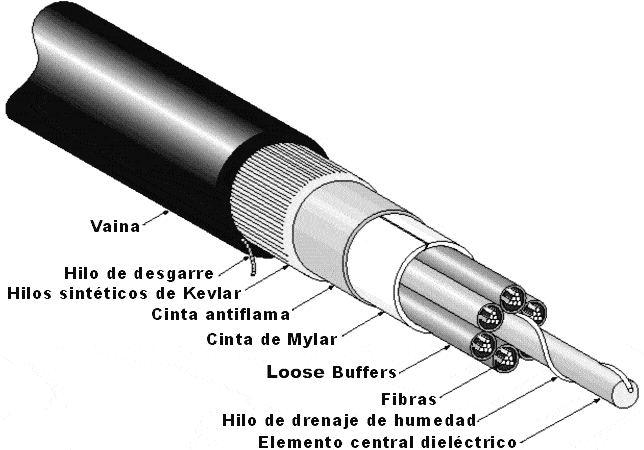 Vaina
Hilo de desgarre
Hilos sintéticos de Kevlar
Cinta antiflama
Cinta de Mylar
Loose Buffers
Fibras
Hilo de drenaje de humedad
Elemento central dieléctrico